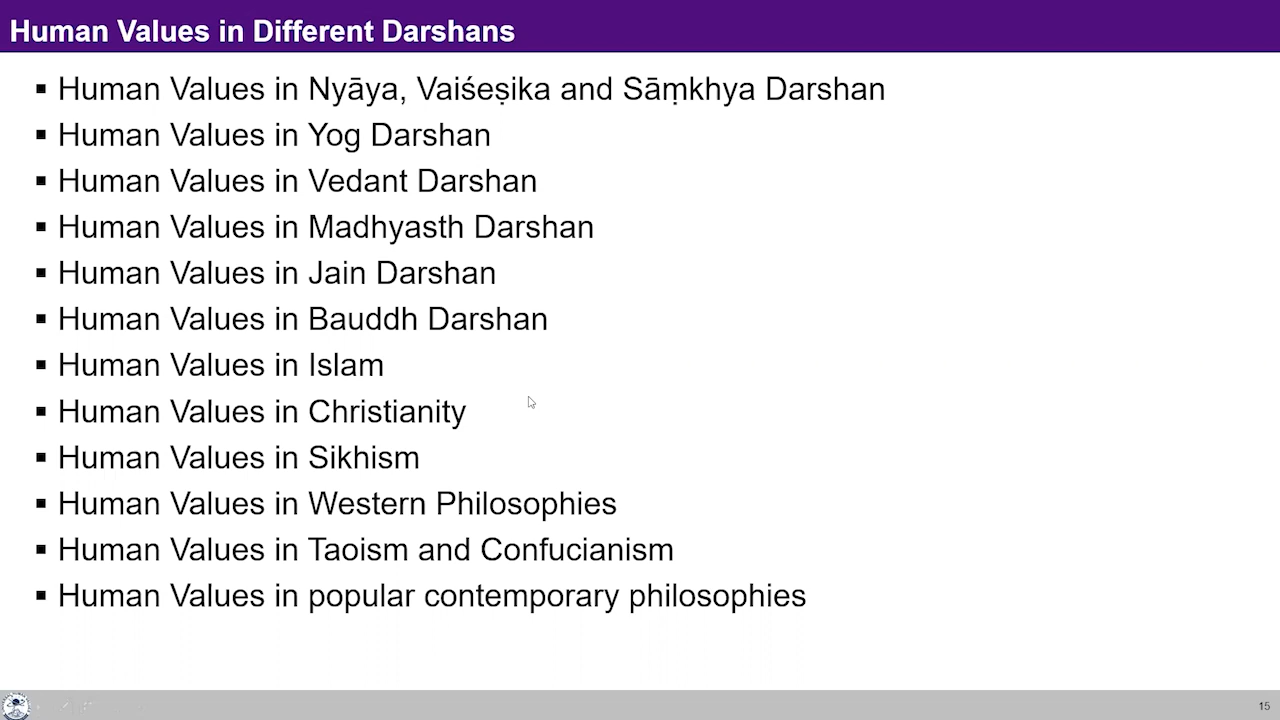 Human Values in Different Darshans
▪ Human Values in Nyāya, Vaiśeṣika and Sāṃkhya Darshan
▪ Human Values in Yog Darshan
▪ Human Values in Vedant Darshan
▪ Human Values in Madhyasth Darshan
▪ Human Values in Jain Darshan
▪ Human Values in Bauddh Darshan
▪ Human Values in Islam
▪ Human Values in Christianity
▪ Human Values in Sikhism
▪ Human Values in Western Philosophies
▪ Human Values in Taoism and Confucianism
▪ Human Values in popular contemporary philosophies
15